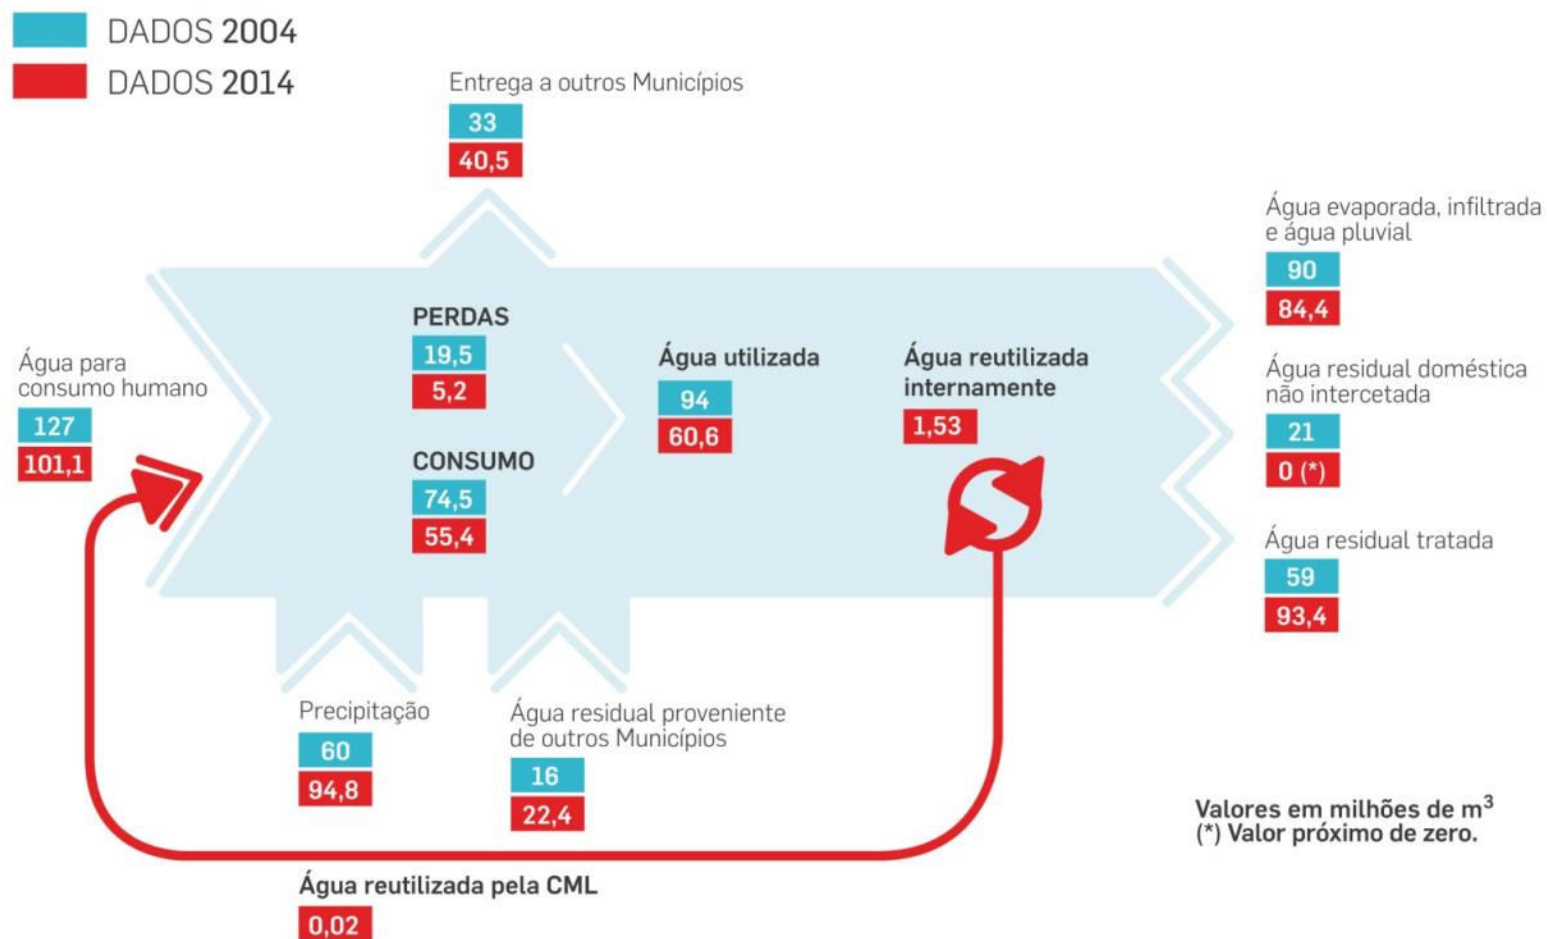 DADOS 2004
DADOS 2014
Entrega a outros Municípios
33
40,5
Água para
consumo humano
127
101,1
PERDAS
19,5
5,2
CONSUMO
74,5
55,4
Água utilizada
94
60,6
Água reutilizada
internamente
1,53
Água evaporada, infiltrada
e água pluvial
90
84,4
Água residual doméstica
não intercetada
21
0 (*)
Água residual tratada
59
93,4
Precipitação
60
94,8
Água residual proveniente
de outros Municípios
16
22,4
Água reutilizada pela CML
0,02
Valores em milhões de m³
(*) Valor próximo de zero.